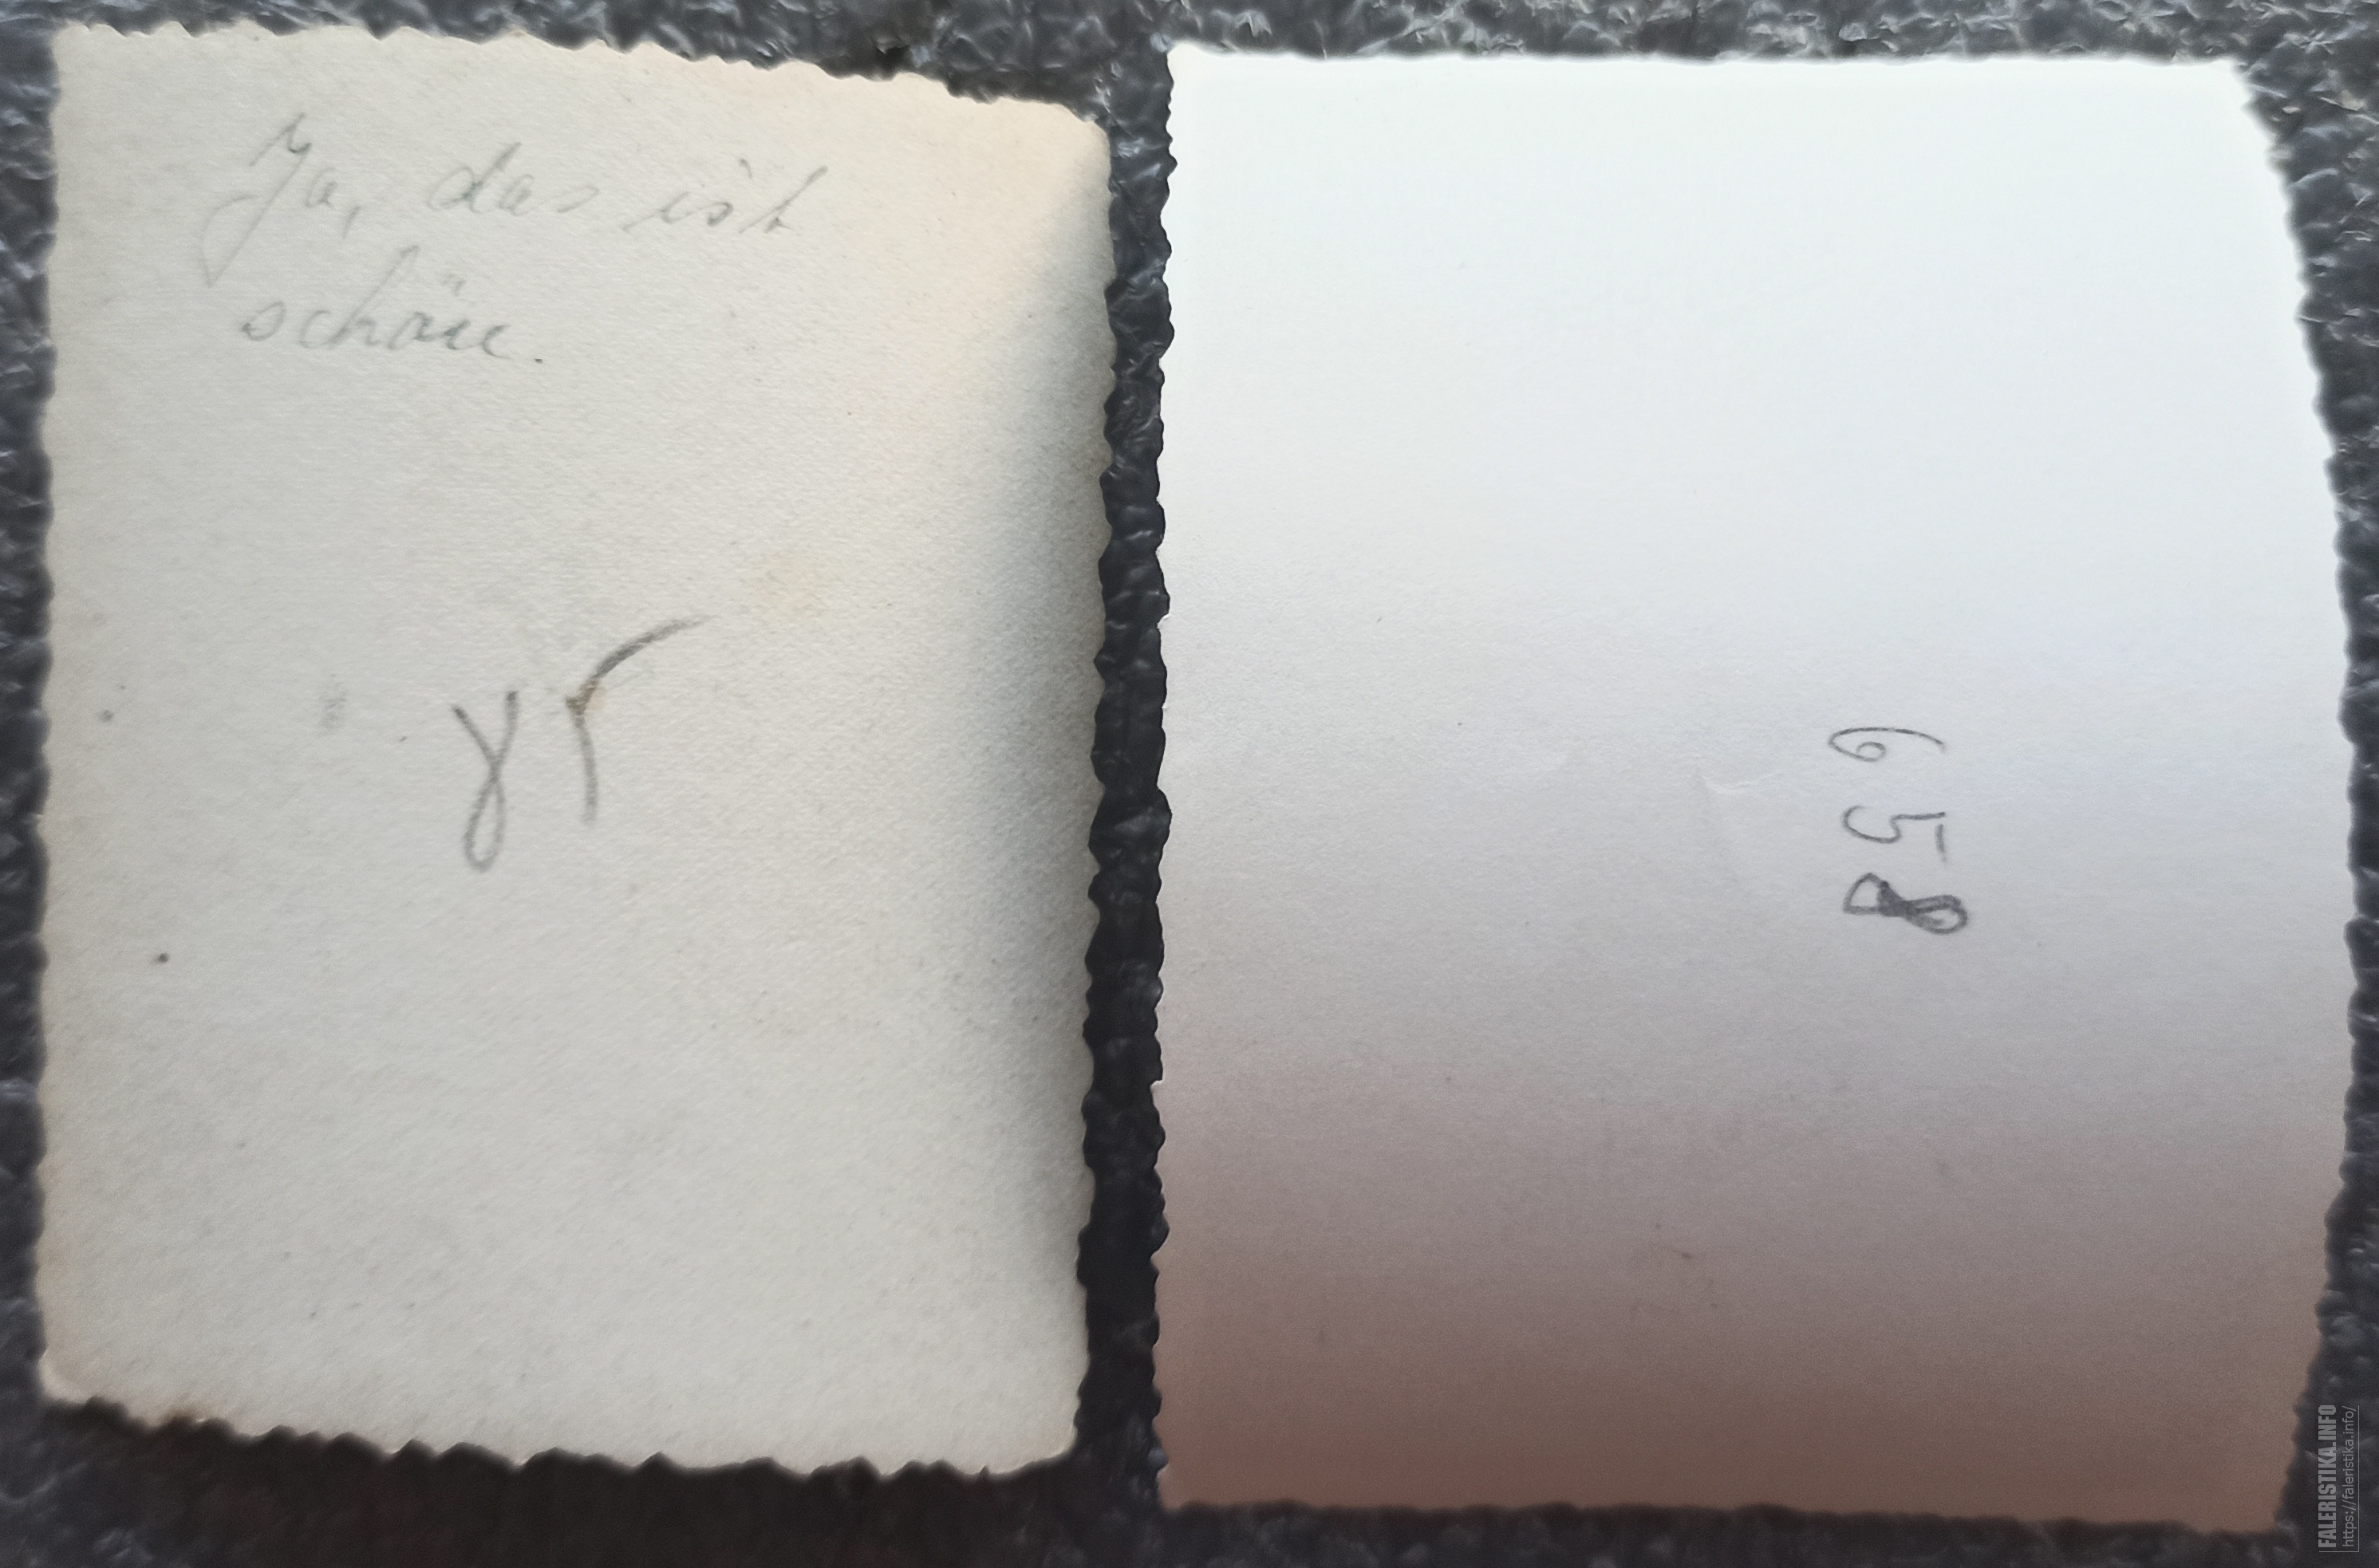 Ja, das ist
schön.
658
FALERISTIKA.INFO
https://faleristika.info/